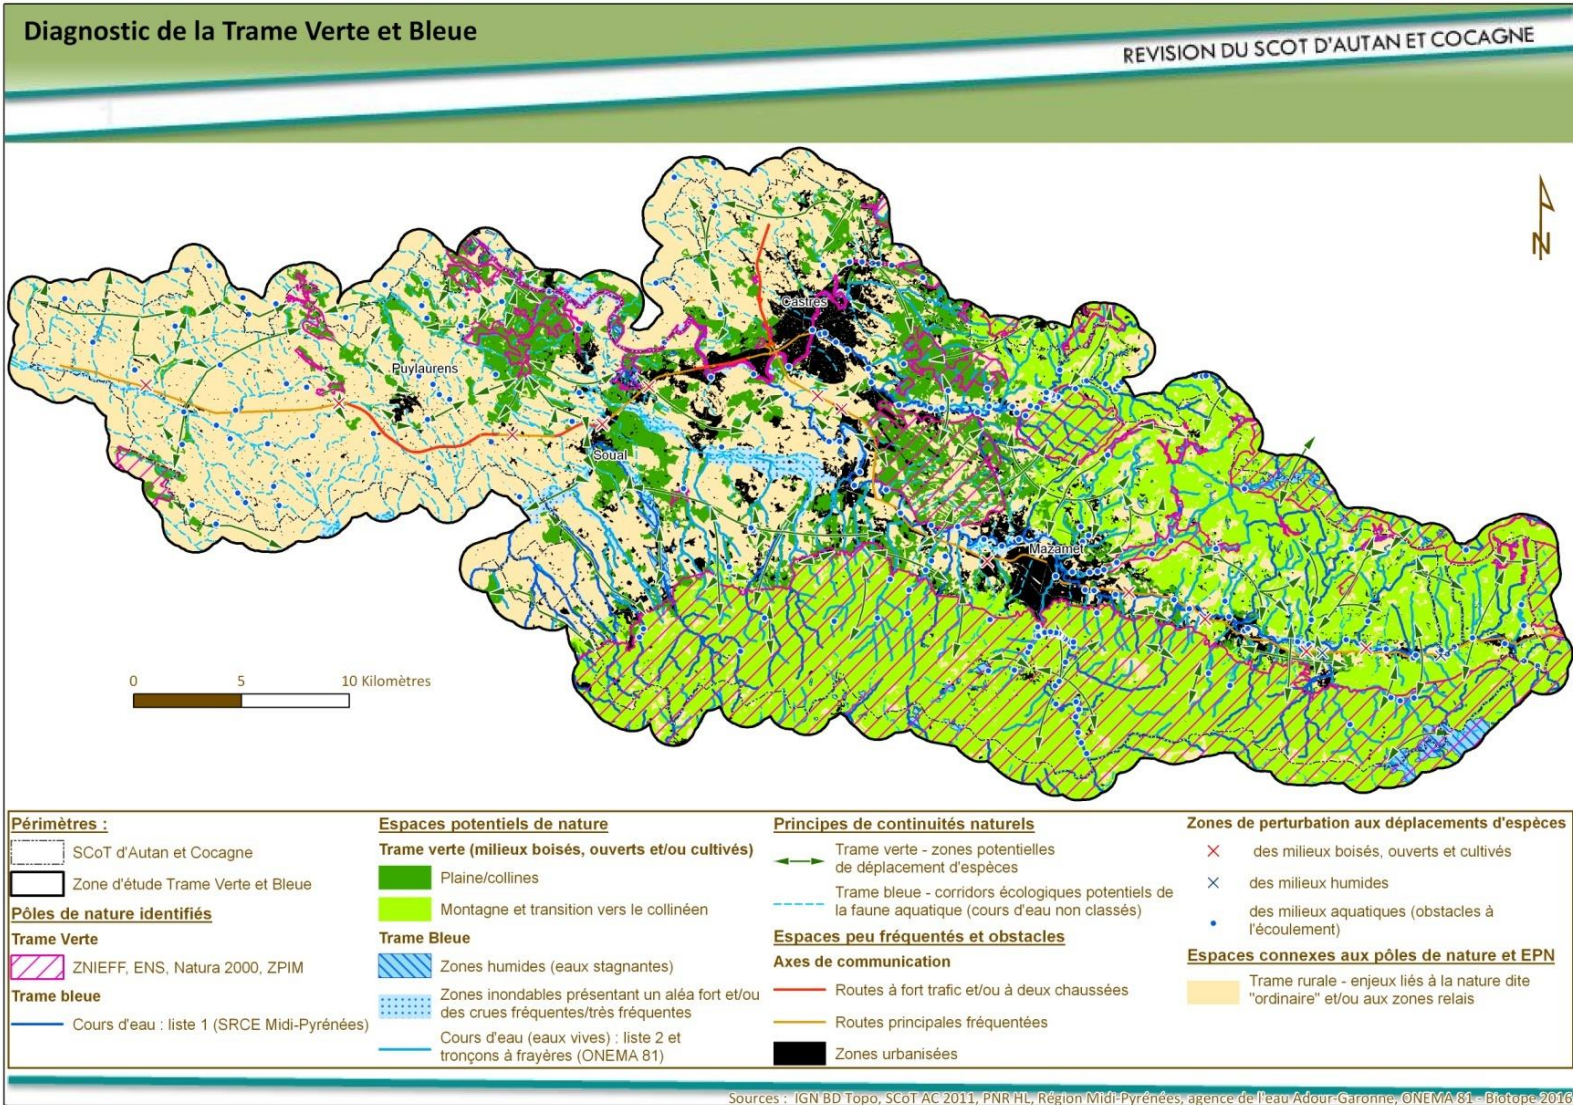 Diagnostic de la Trame Verte et Bleue
REVISION DU SCOT D'AUTAN ET COCAGNE
N
Castres
Puylaurens
Soual
Mazamet
0 5 10 Kilomètres
Périmètres :
SCoT d'Autan et Cocagne
Zone d'étude Trame Verte et Bleue
Pôles de nature identifiés
Trame Verte
ZNIEFF, ENS, Natura 2000, ZPIM
Trame bleue
Cours d'eau : liste 1 (SRCE Midi-Pyrénées)
Espaces potentiels de nature
Trame verte (milieux boisés, ouverts et/ou cultivés)
Plaine/collines
Montagne et transition vers le collinéen
Trame Bleue
Zones humides (eaux stagnantes)
Zones inondables présentant un aléa fort et/ou
des crues fréquentes/très fréquentes
Cours d'eau (eaux vives) : liste 2 et
tronçons à frayères (ONEMA 81)
Principes de continuités naturels
Trame verte - zones potentielles
de déplacement d'espèces
Trame bleue - corridors écologiques potentiels de
la faune aquatique (cours d'eau non classés)
Espaces peu fréquentés et obstacles
Axes de communication
Routes à fort trafic et/ou à deux chaussées
Routes principales fréquentées
Zones urbanisées
Zones de perturbation aux déplacements d'espèces
des milieux boisés, ouverts et cultivés
des milieux humides
des milieux aquatiques (obstacles à
l'écoulement)
Espaces connexes aux pôles de nature et EPN
Trame rurale - enjeux liés à la nature dite
"ordinaire" et/ou aux zones relais
Sources : IGN BD Topo, SCoT AC 2011, PNR HL, Région Midi-Pyrénées, agence de l'eau Adour-Garonne, ONEMA 81 - Biotope 2016